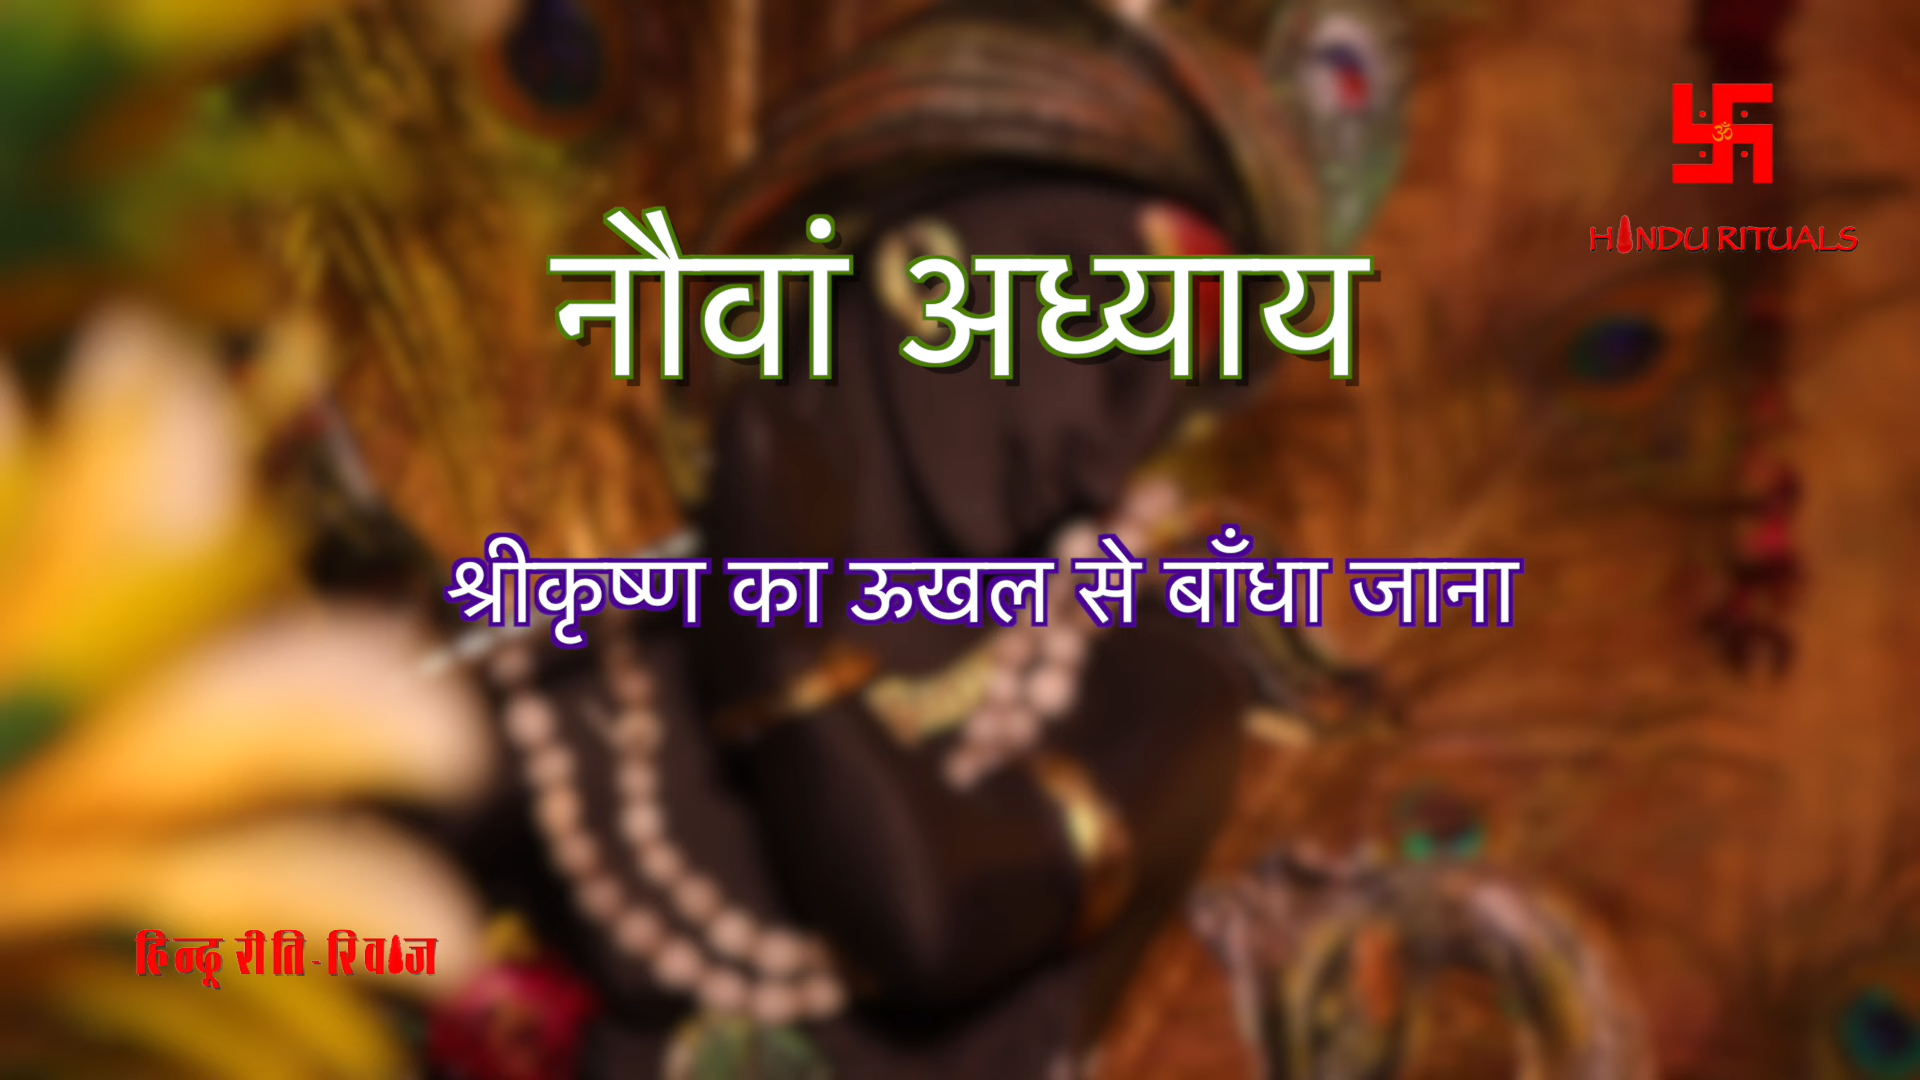 ॐ
HINDU RITUALS
नौवां अध्याय
श्रीकृष्ण का ऊखल से बाँधा जाना
हिन्दू रीति-रिवाज